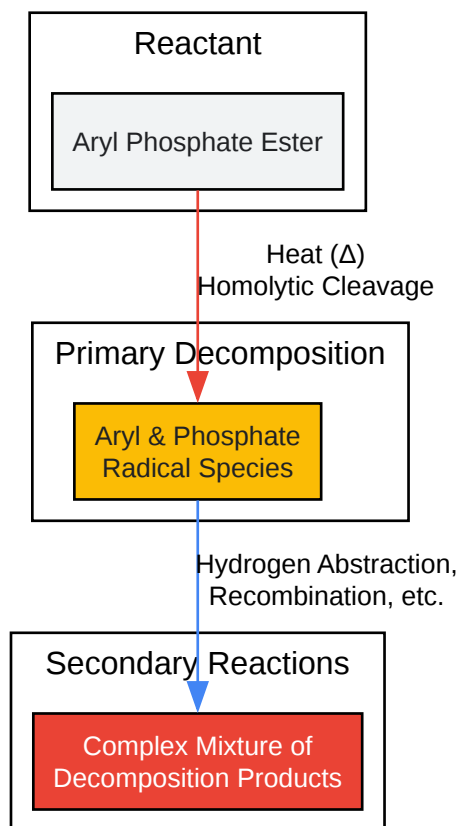 Reactant
Aryl Phosphate Ester
Heat (Δ)
Homolytic Cleavage
Primary Decomposition
Aryl & Phosphate
Radical Species
Hydrogen Abstraction,
Recombination, etc.
Secondary Reactions
Complex Mixture of
Decomposition Products